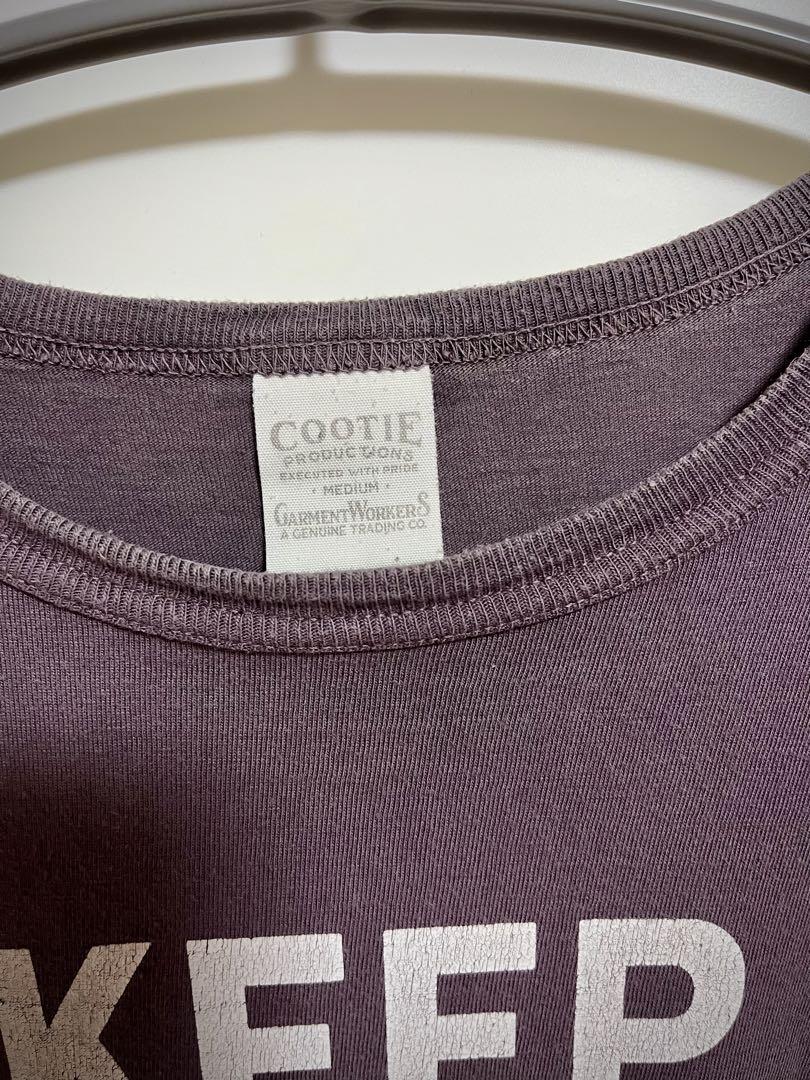 COOTIE
PRODUCTIONS
EXECUTED WITH PRIDE
· MEDIUM ·
GARMENTWORKERS
A GENUINE TRADING CO.
KEEP